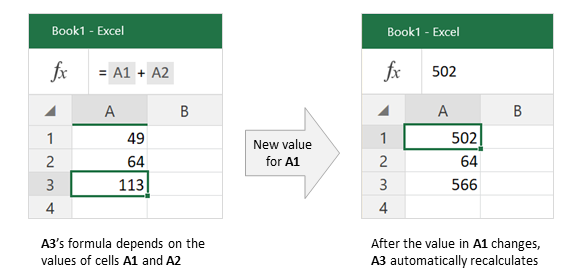 Book1 - Excel
fx = A1 + A2
A B
1 49
2 64
3 113
4
A3's formula depends on the
values of cells A1 and A2
New value
for A1
Book1 - Excel
fx 502
A B
1 502
2 64
3 566
4
After the value in A1 changes,
A3 automatically recalculates